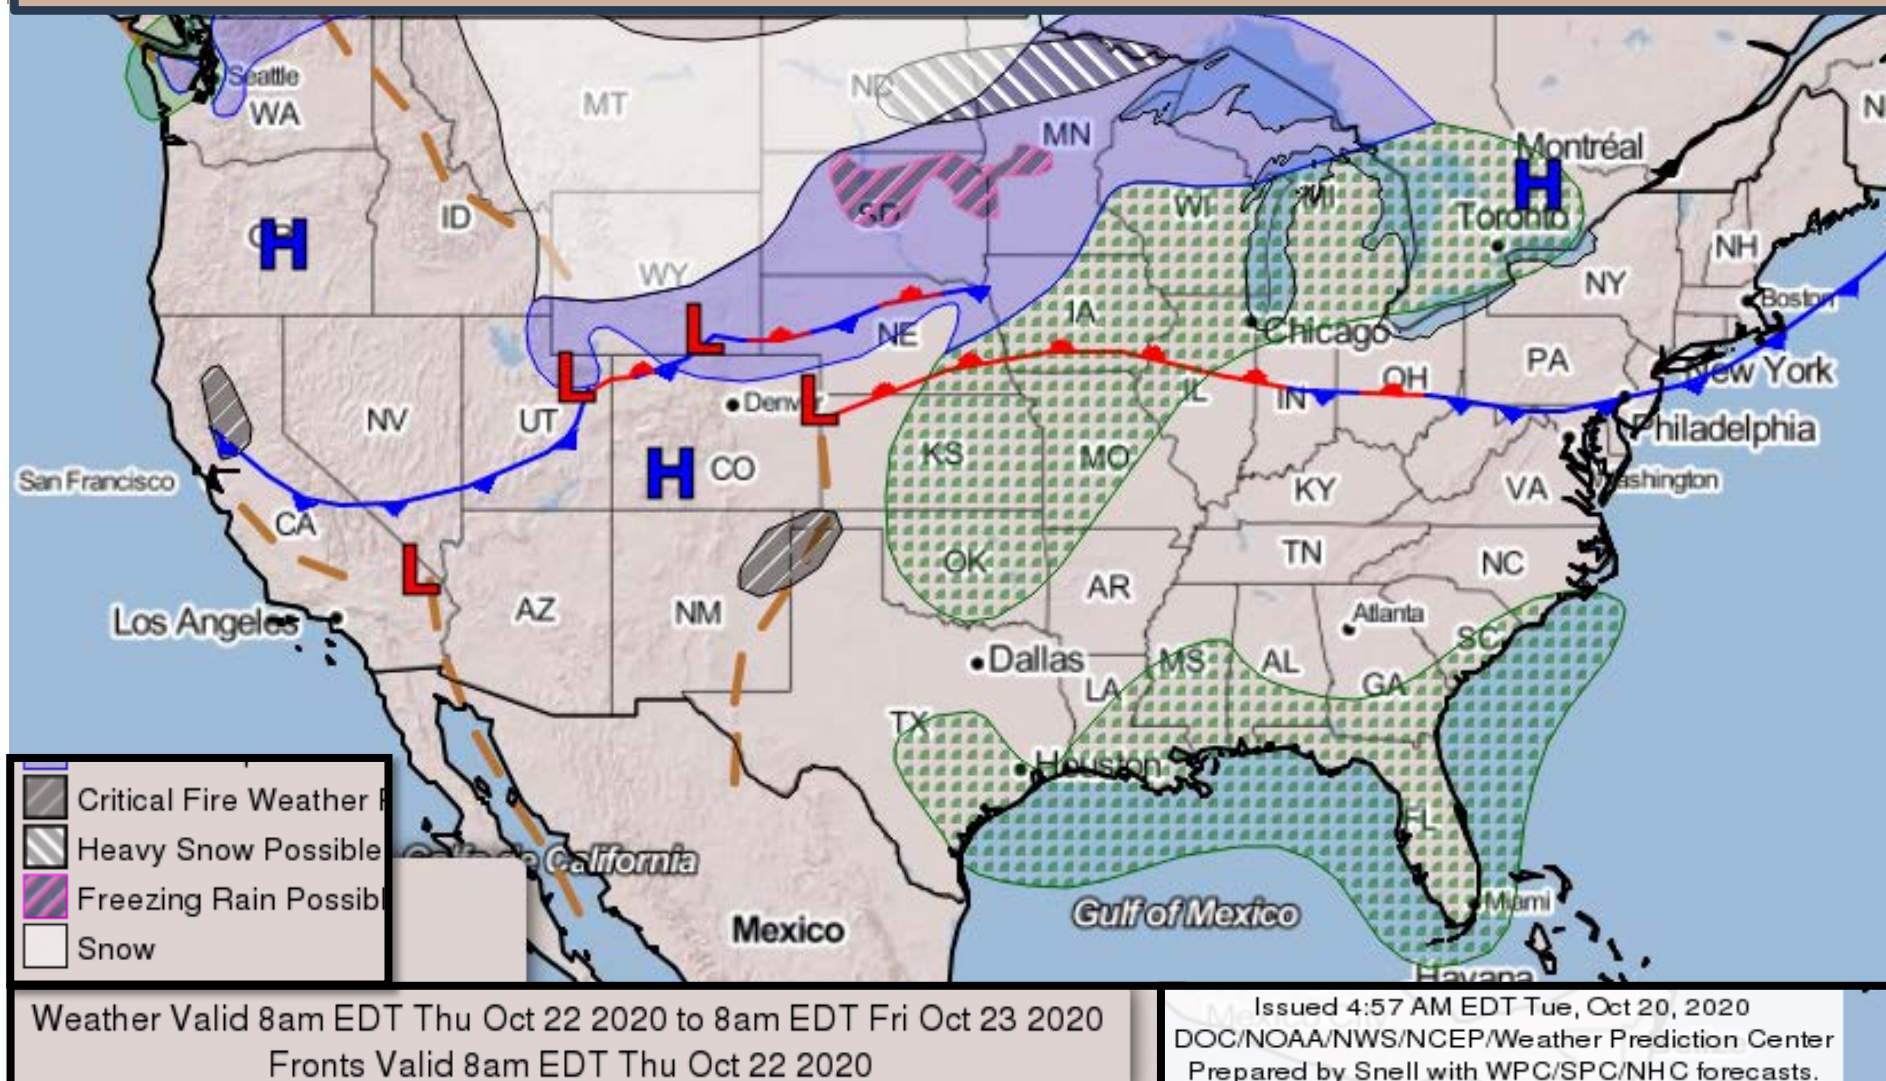 Seattle
WA
MT
ND
MN
Montréal
ID
SD
WI
MI
Toronto
NH
WY
NY
Boston
NE
IA
Chicago
PA
New York
NV
UT
Denver
IL
IN
OH
Philadelphia
San Francisco
CO
KS
MO
KY
VA
Washington
CA
OK
TN
NC
AR
Los Angeles
AZ
NM
Atlanta
SC
Dallas
MS
AL
LA
GA
TX
Houston
FL
Golfo de California
Miami
Mexico
Gulf of Mexico
Havana
H
H
H
L
L
L
L
Critical Fire Weather P
Heavy Snow Possible
Freezing Rain Possibl
Snow
Weather Valid 8am EDT Thu Oct 22 2020 to 8am EDT Fri Oct 23 2020
Fronts Valid 8am EDT Thu Oct 22 2020
Issued 4:57 AM EDT Tue, Oct 20, 2020
DOC/NOAA/NWS/NCEP/Weather Prediction Center
Prepared by Snell with WPC/SPC/NHC forecasts.